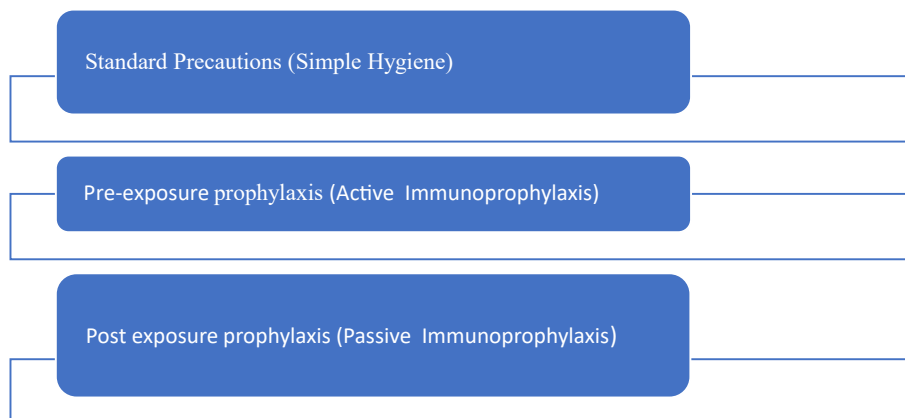 Standard Precautions (Simple Hygiene)
Pre-exposure prophylaxis (Active  Immunoprophylaxis)
Post exposure prophylaxis (Passive  Immunoprophylaxis)